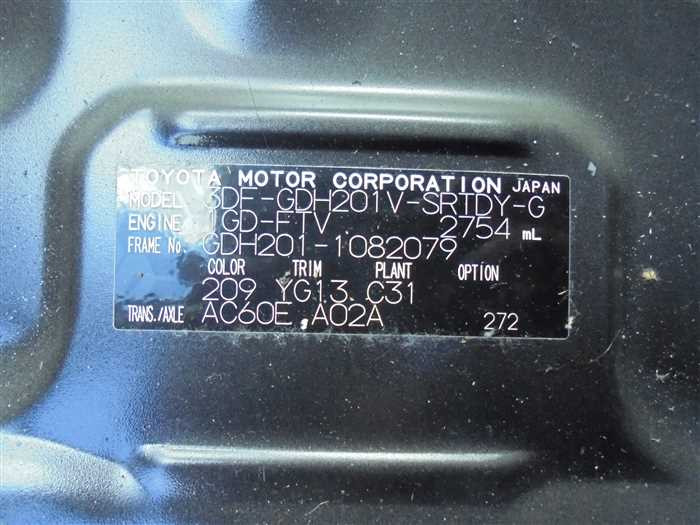 TOYOTA MOTOR CORPORATION JAPAN
MODEL 3DF-GDH201V-SRTDY-G
ENGINE 1GD-FTV 2754 mL
FRAME No. GDH201-1082079
COLOR TRIM PLANT OPTION
209 YG13 C31
TRANS./AXLE AC60E A02A 272